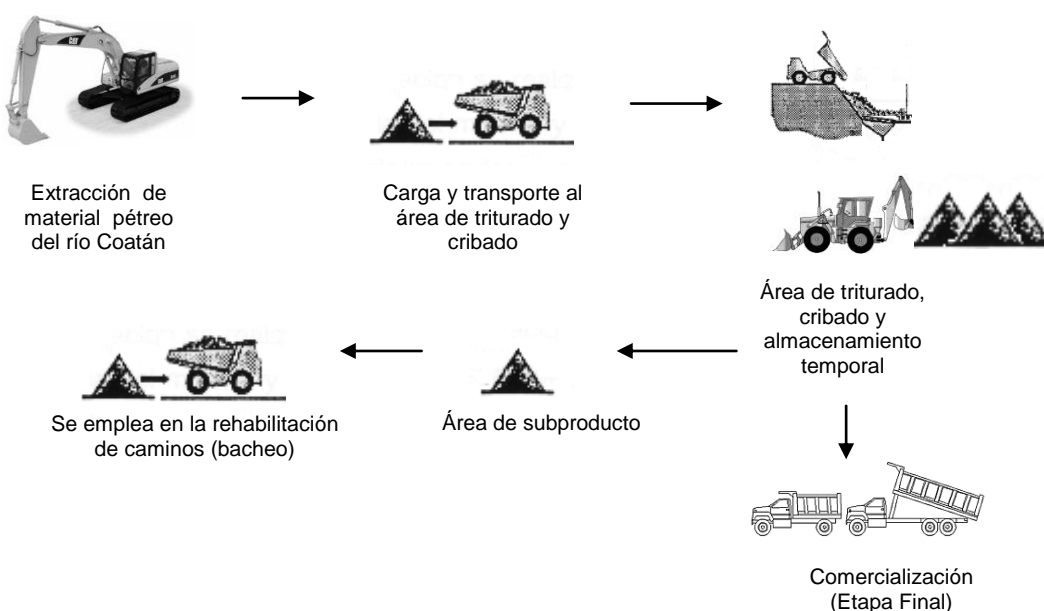 CAT
Extracción de
material pétreo
del río Coatán
Carga y transporte al
área de triturado y
cribado
Área de triturado,
cribado y
almacenamiento
temporal
Se emplea en la rehabilitación
de caminos (bacheo)
Área de subproducto
Comercialización
(Etapa Final)